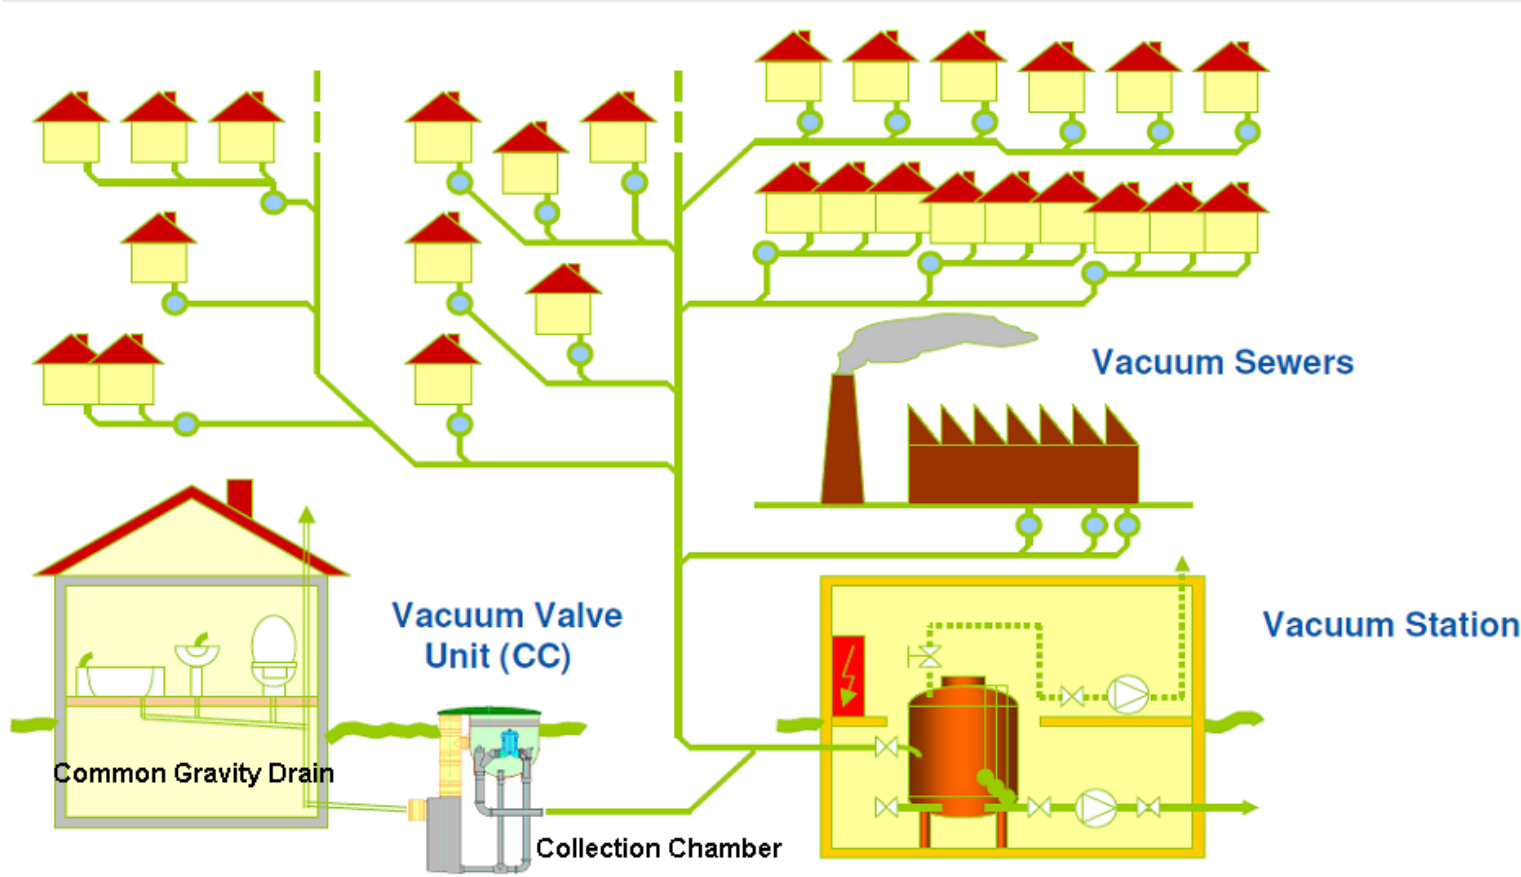 Vacuum Sewers
Vacuum Valve
Unit (CC)
Vacuum Station
Common Gravity Drain
Collection Chamber